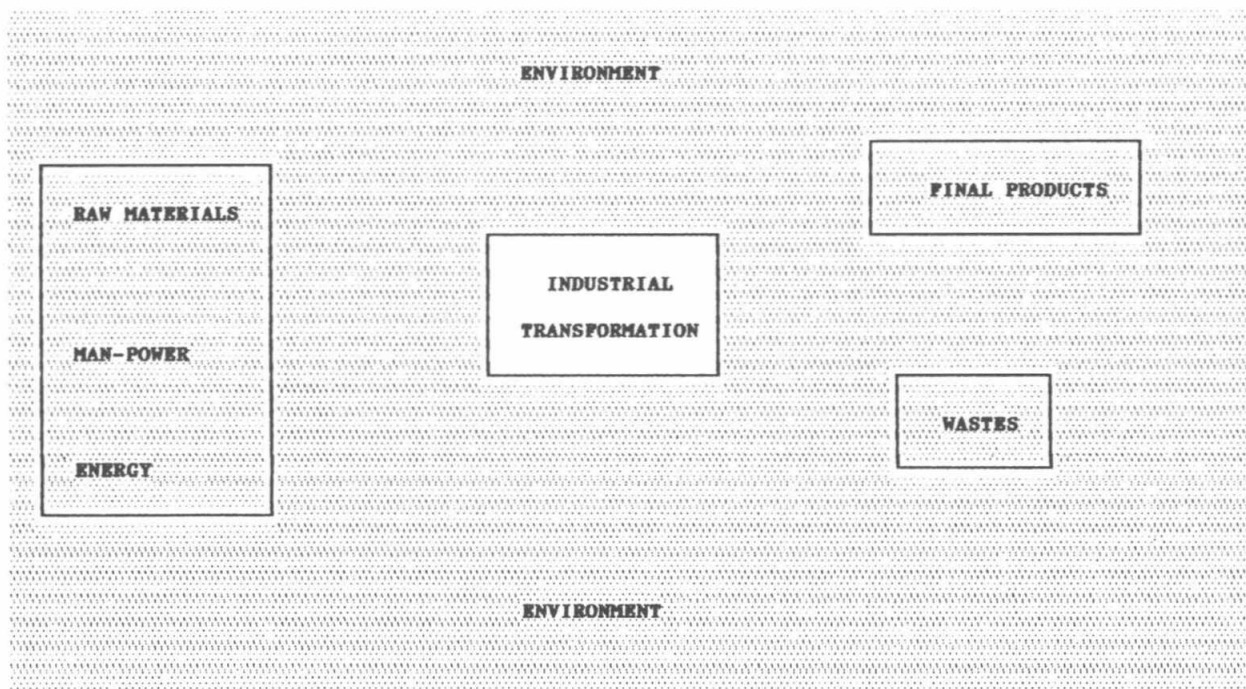 ENVIRONMENT
RAW MATERIALS
MAN-POWER
ENERGY
INDUSTRIAL
TRANSFORMATION
FINAL PRODUCTS
WASTES
ENVIRONMENT